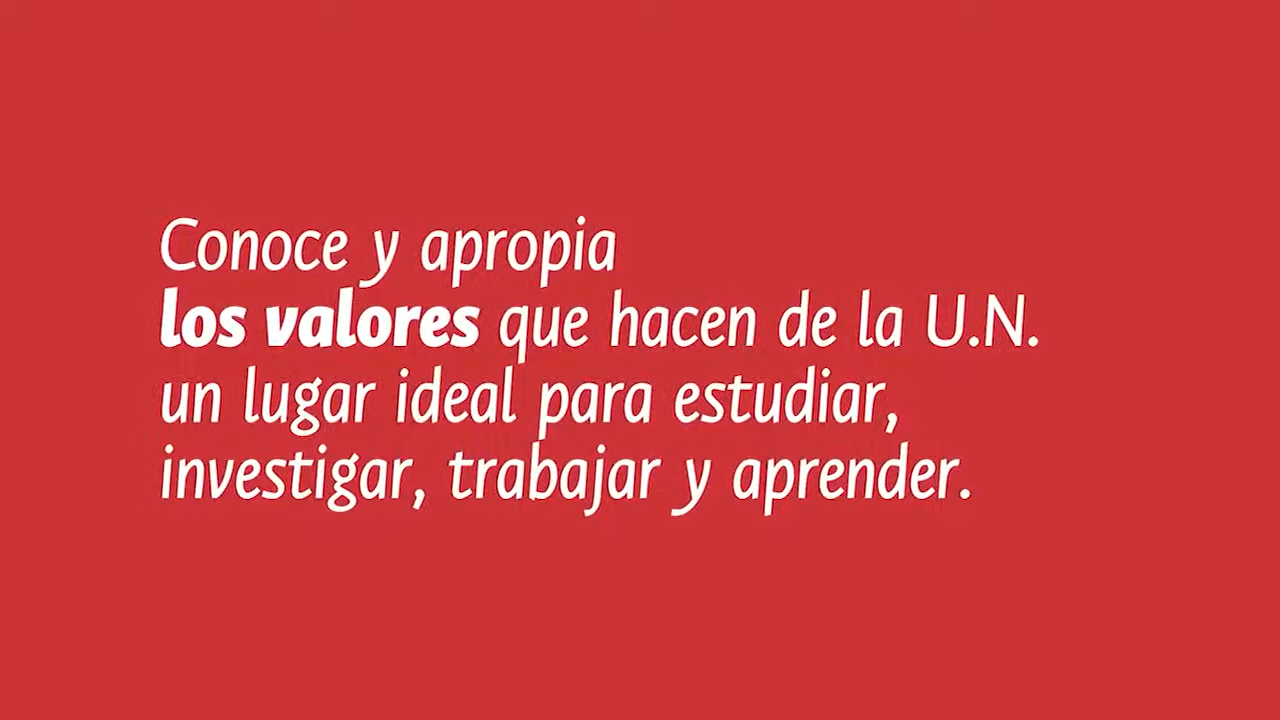 Conoce y apropia
los valores que hacen de la U.N.
un lugar ideal para estudiar,
investigar, trabajar y aprender.